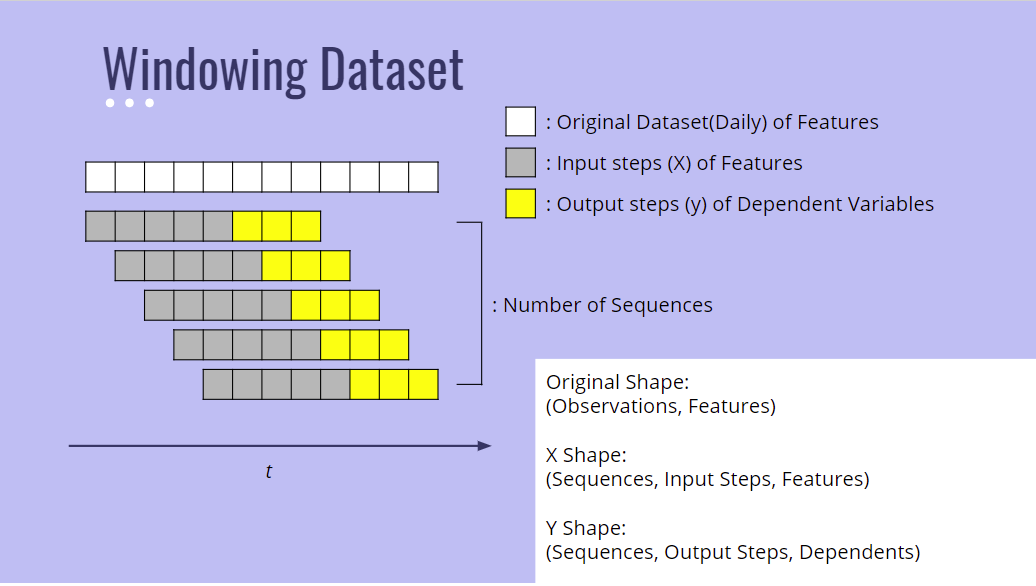 Windowing Dataset
: Original Dataset(Daily) of Features
: Input steps (X) of Features
: Output steps (y) of Dependent Variables
: Number of Sequences
t
Original Shape:
(Observations, Features)
X Shape:
(Sequences, Input Steps, Features)
Y Shape:
(Sequences, Output Steps, Dependents)